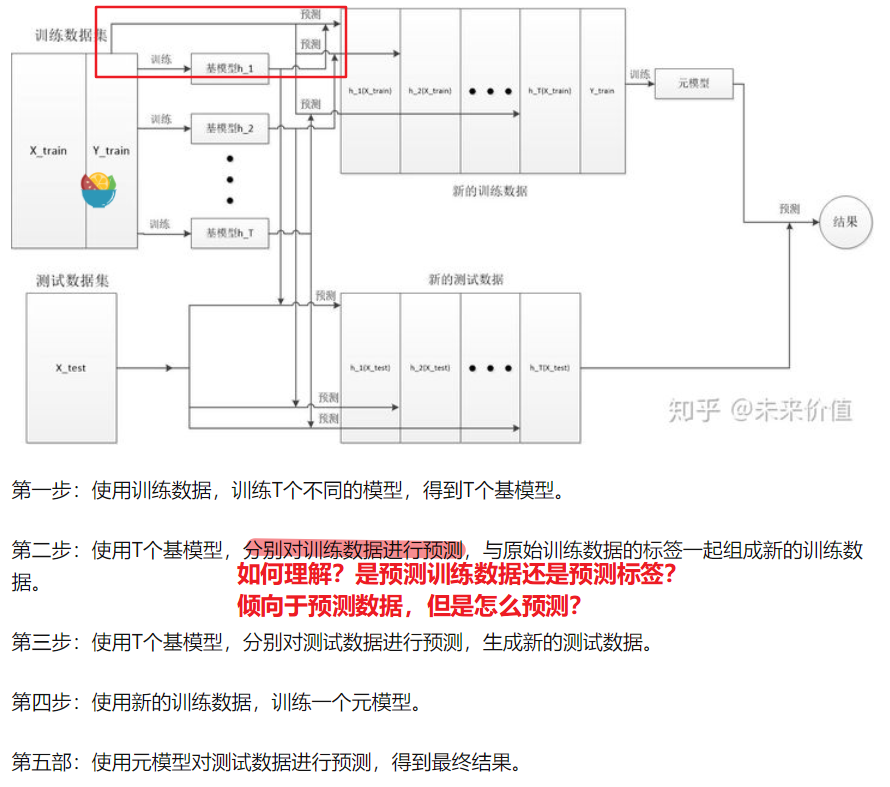 预测
训练数据集
预测
训练
基模型h_1
h_1(X_train)
h_2(X_train)
h_T(X_train)
Y_train
训练
元模型
预测
训练
基模型h_2
X_train
Y_train
新的训练数据
预测
结果
训练
基模型h_T
测试数据集
新的测试数据
预测
X_test
h_1(X_test)
h_2(X_test)
h_T(X_test)
预测
预测
知乎 @未来价值
第一步：使用训练数据，训练T个不同的模型，得到T个基模型。
第二步：使用T个基模型，分别对训练数据进行预测，与原始训练数据的标签一起组成新的训练数
据。
如何理解？是预测训练数据还是预测标签？
倾向于预测数据，但是怎么预测？
第三步：使用T个基模型，分别对测试数据进行预测，生成新的测试数据。
第四步：使用新的训练数据，训练一个元模型。
第五部：使用元模型对测试数据进行预测，得到最终结果。